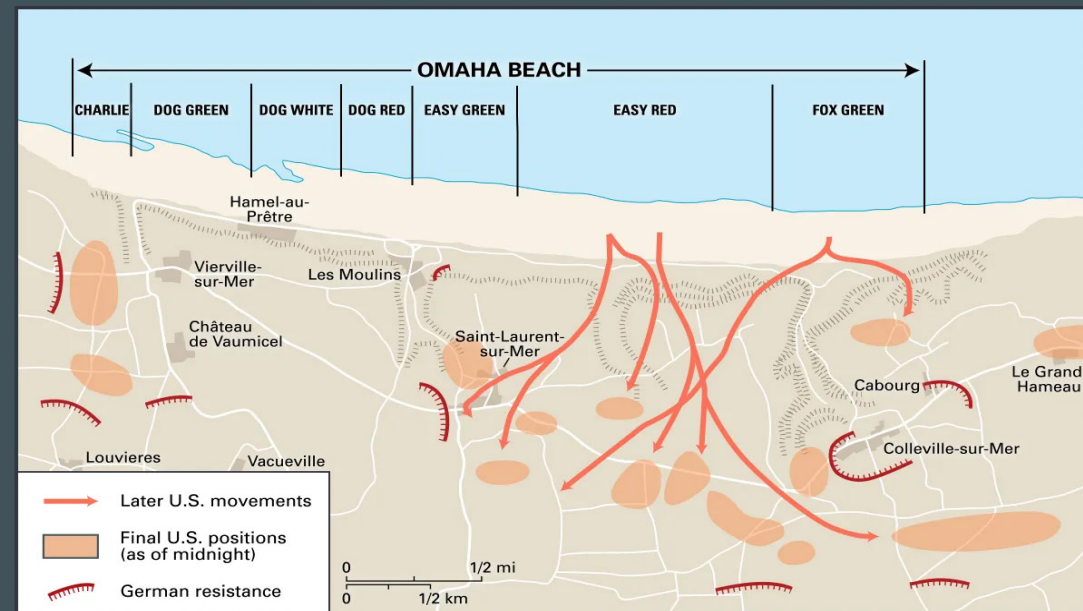 OMAHA BEACH
CHARLIE
DOG GREEN
DOG WHITE
DOG RED
EASY GREEN
EASY RED
FOX GREEN
Hamel-au-
Prêtre
Vierville-
sur-Mer
Les Moulins
Château
de Vaumicel
Saint-Laurent-
sur-Mer
Le Grand
Hameau
Cabourg
Colleville-sur-Mer
Louvieres
Vacueville
Later U.S. movements
Final U.S. positions
(as of midnight)
German resistance
0 1/2 mi
0 1/2 km